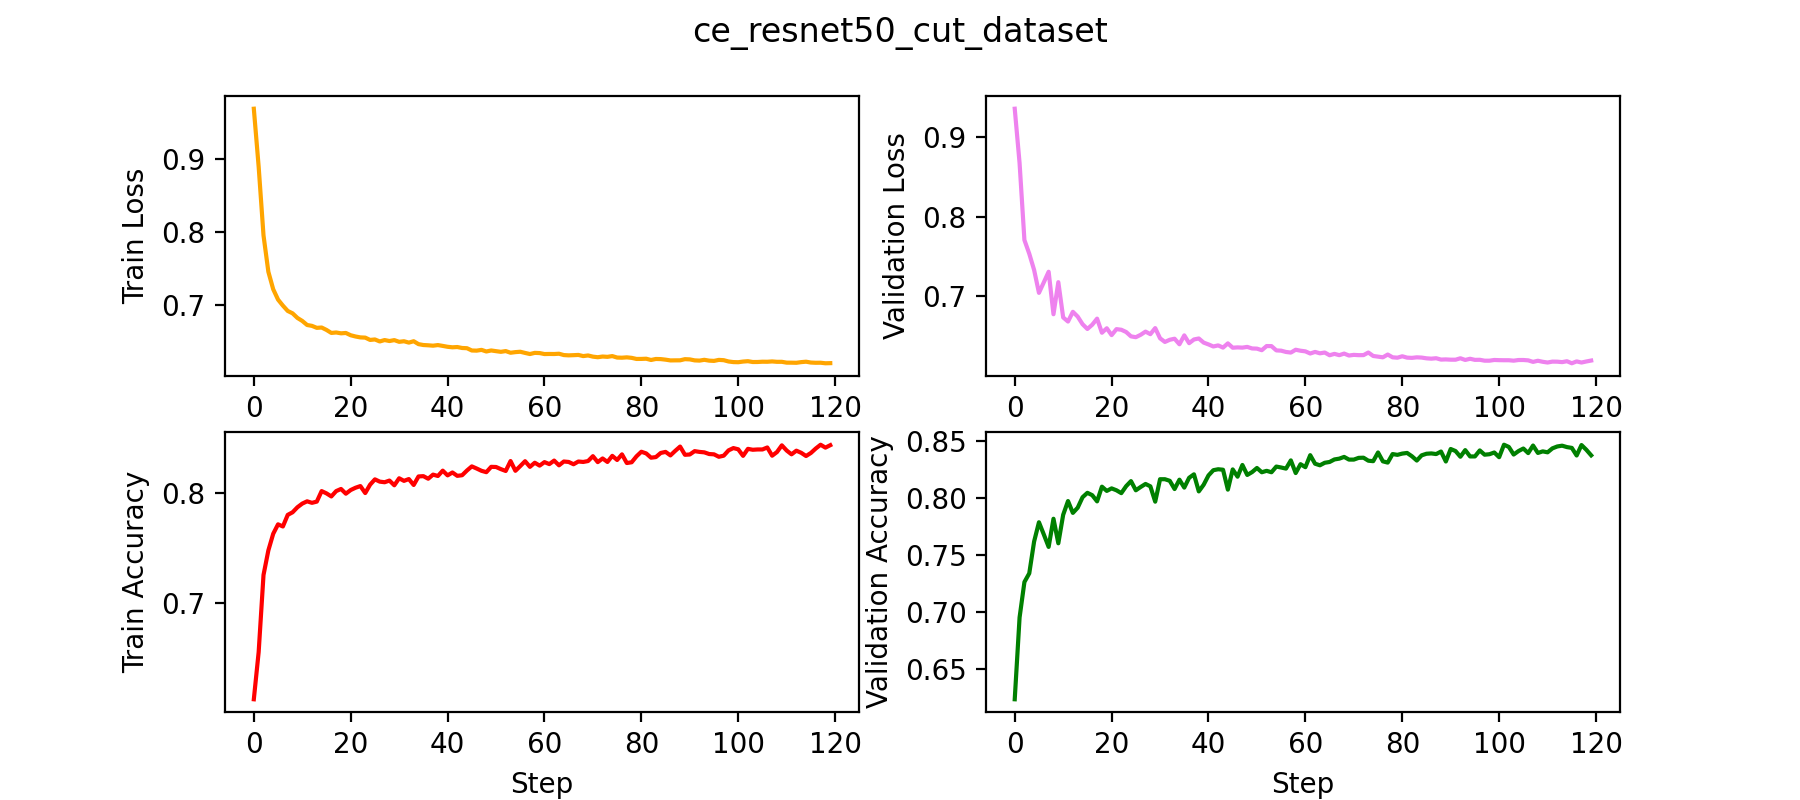 ce_resnet50_cut_dataset
Train Loss
0.9
0.8
0.7
0 20 40 60 80 100 120
Validation Loss
0.9
0.8
0.7
0 20 40 60 80 100 120
Train Accuracy
0.8
0.7
0 20 40 60 80 100 120
Step
Validation Accuracy
0.85
0.80
0.75
0.70
0.65
0 20 40 60 80 100 120
Step